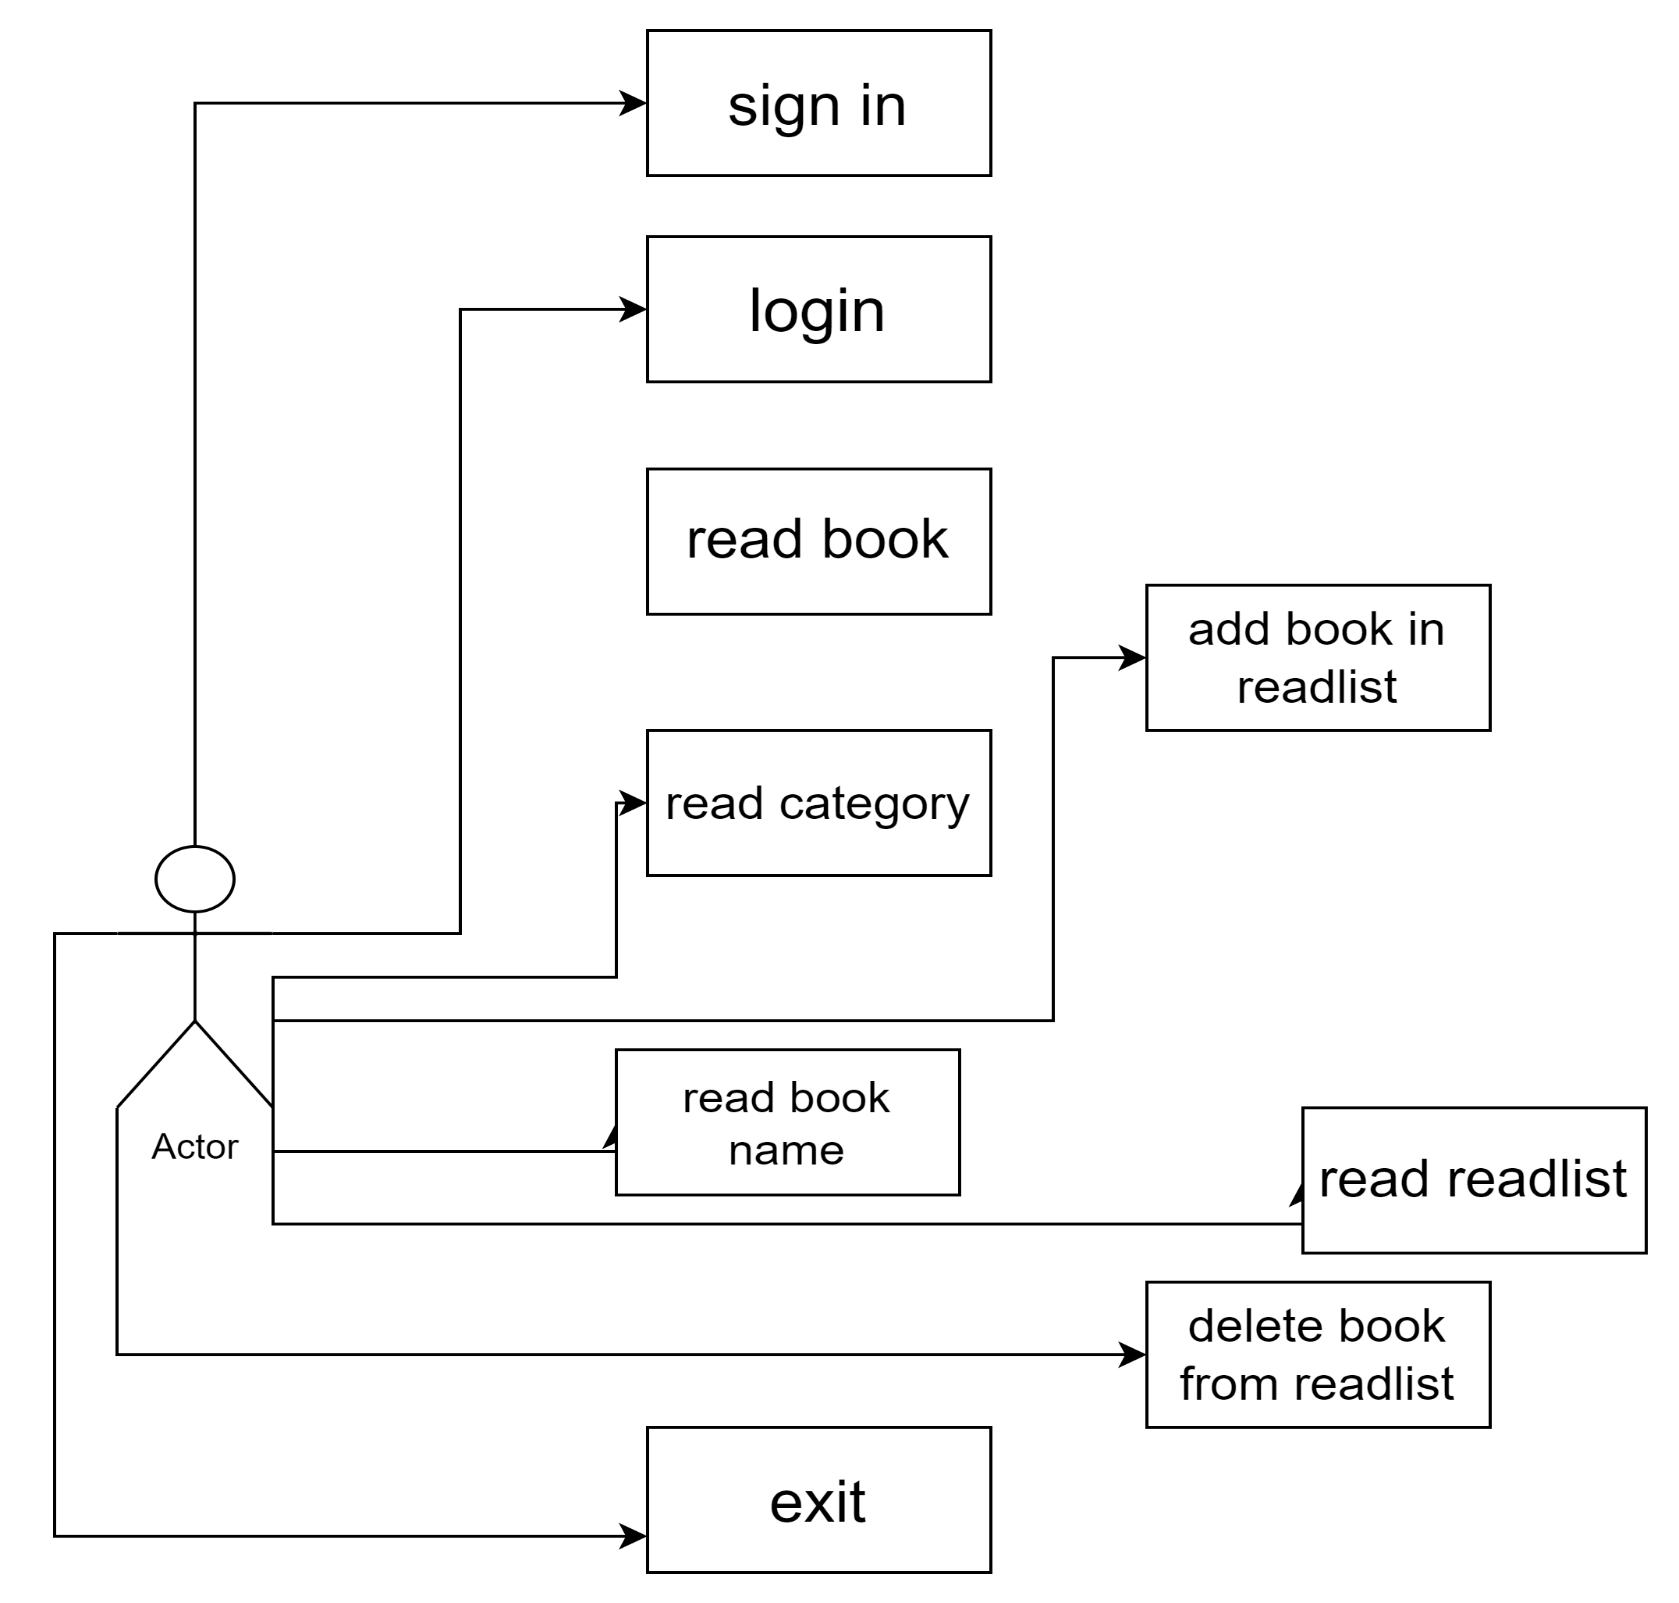 sign in
login
read book
add book in
readlist
read category
read book
name
Actor
read readlist
delete book
from readlist
exit